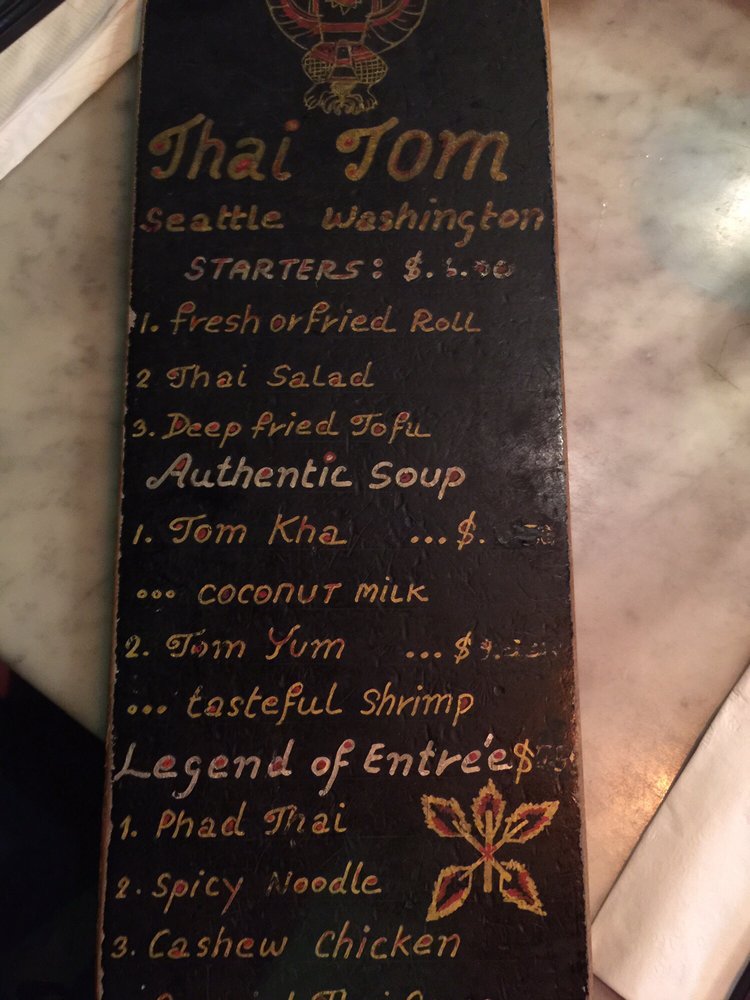 Thai Tom
Seattle Washington
STARTERS: $.
1. fresh or fried Roll
2 Thai Salad
3. Deep fried Tofu
Authentic Soup
1. Tom Kha ...$.
... coconut milk
2. Tom Yum ...$
... tasteful Shrimp
Legend of Entrée $
1. Phad Thai
2. Spicy Noodle
3. Cashew Chicken